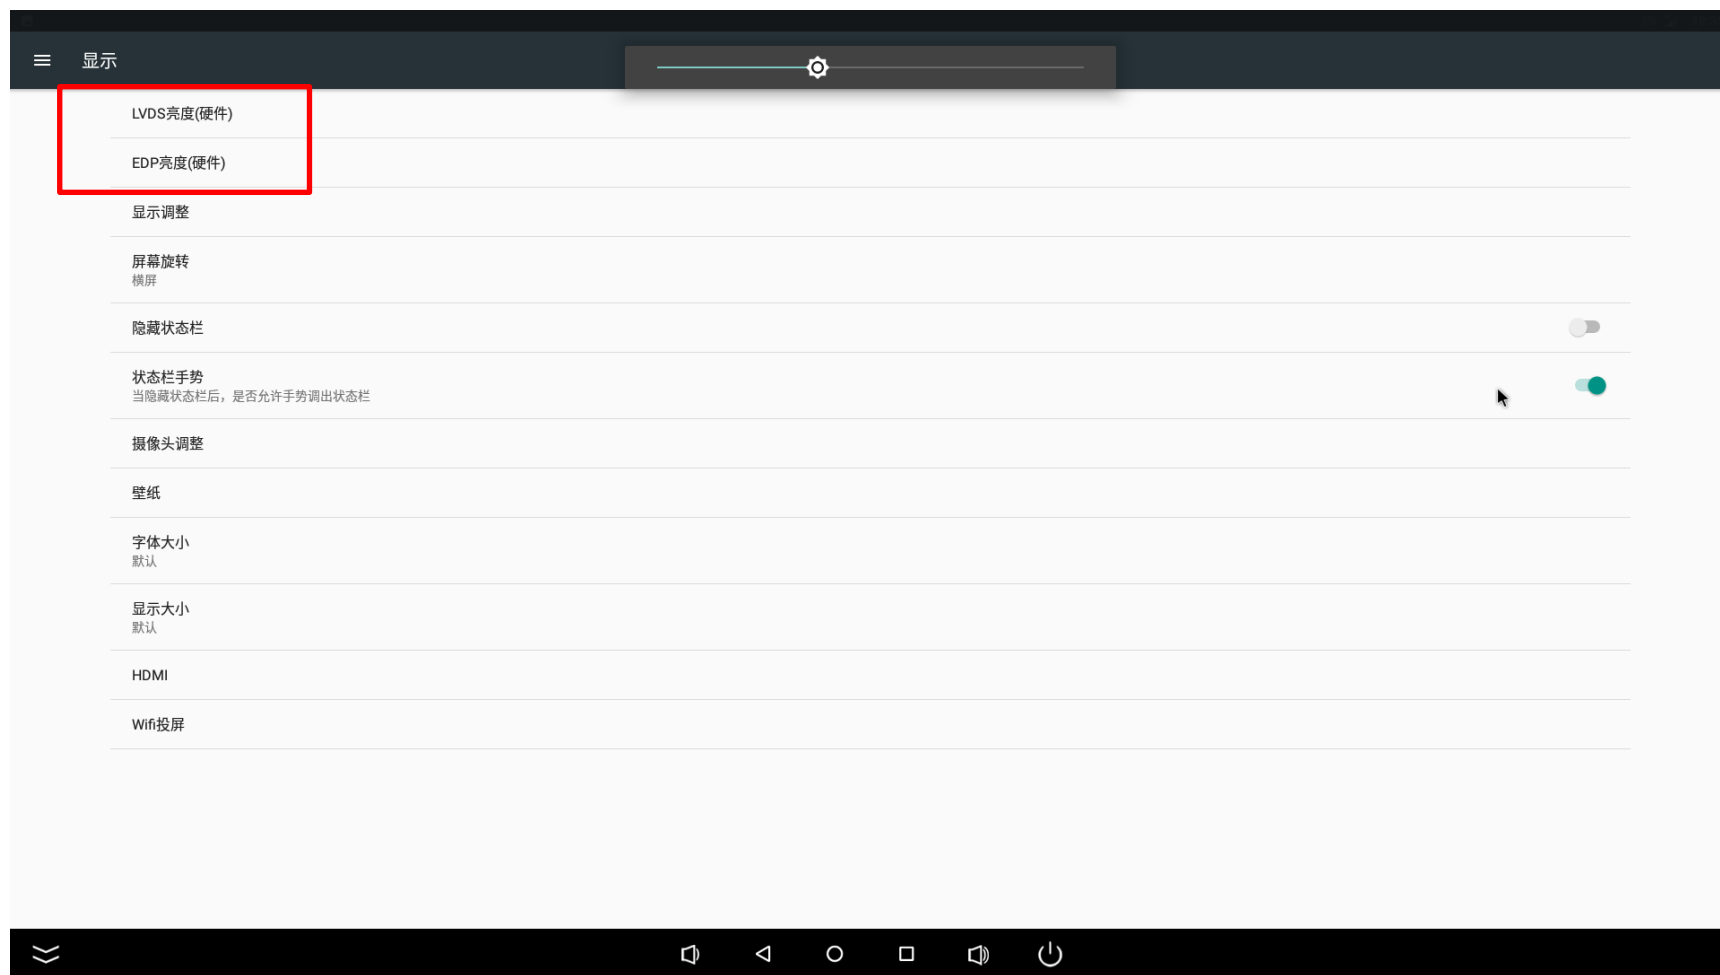 显示
LVDS亮度(硬件)
EDP亮度(硬件)
显示调整
屏幕旋转
横屏
隐藏状态栏
状态栏手势
当隐藏状态栏后，是否允许手势调出状态栏
摄像头调整
壁纸
字体大小
默认
显示大小
默认
HDMI
Wifi投屏